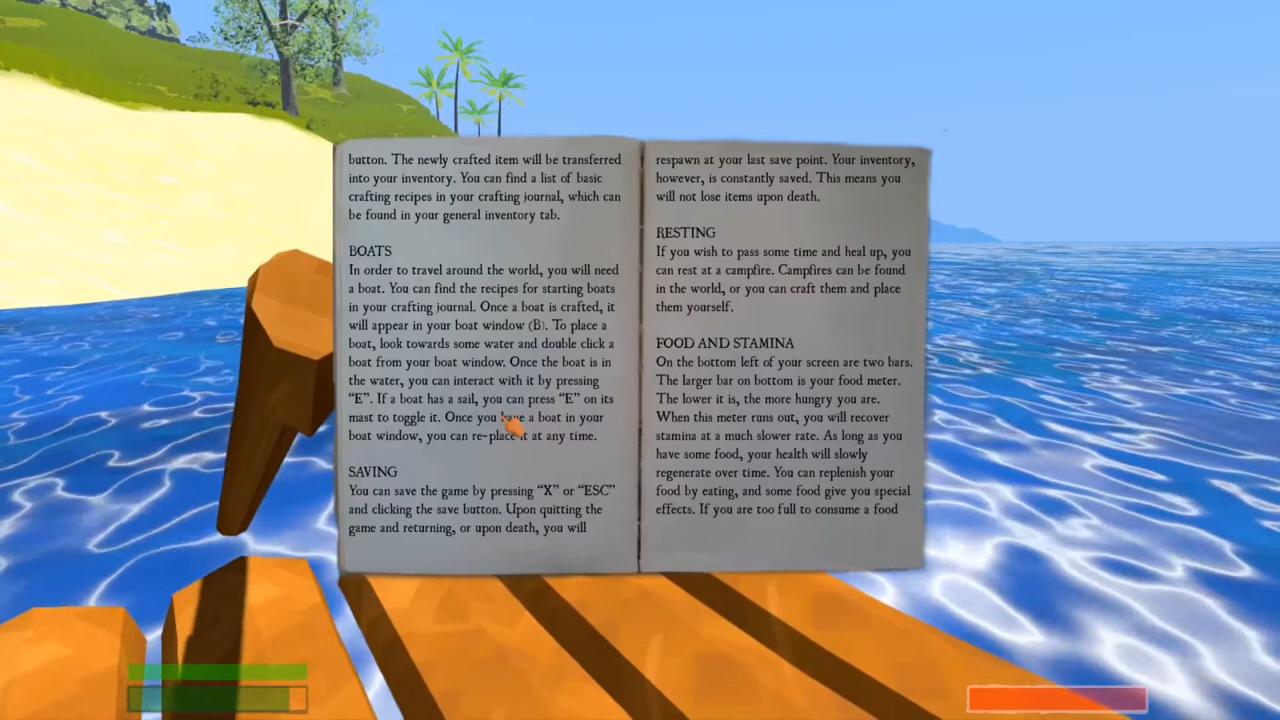 button. The newly crafted item will be transferred
into your inventory. You can find a list of basic
crafting recipes in your crafting journal, which can
be found in your general inventory tab.
BOATS
In order to travel around the world, you will need
a boat. You can find the recipes for starting boats
in your crafting journal. Once a boat is crafted, it
will appear in your boat window (B). To place a
boat, look towards some water and double click a
boat from your boat window. Once the boat is in
the water, you can interact with it by pressing
“E”. If a boat has a sail, you can press “E” on its
mast to toggle it. Once you have a boat in your
boat window, you can re-place it at any time.
SAVING
You can save the game by pressing “X” or “ESC”
and clicking the save button. Upon quitting the
game and returning, or upon death, you will
respawn at your last save point. Your inventory,
however, is constantly saved. This means you
will not lose items upon death.
RESTING
If you wish to pass some time and heal up, you
can rest at a campfire. Campfires can be found
in the world, or you can craft them and place
them yourself.
FOOD AND STAMINA
On the bottom left of your screen are two bars.
The larger bar on bottom is your food meter.
The lower it is, the more hungry you are.
When this meter runs out, you will recover
stamina at a much slower rate. As long as you
have some food, your health will slowly
regenerate over time. You can replenish your
food by eating, and some food give you special
effects. If you are too full to consume a food